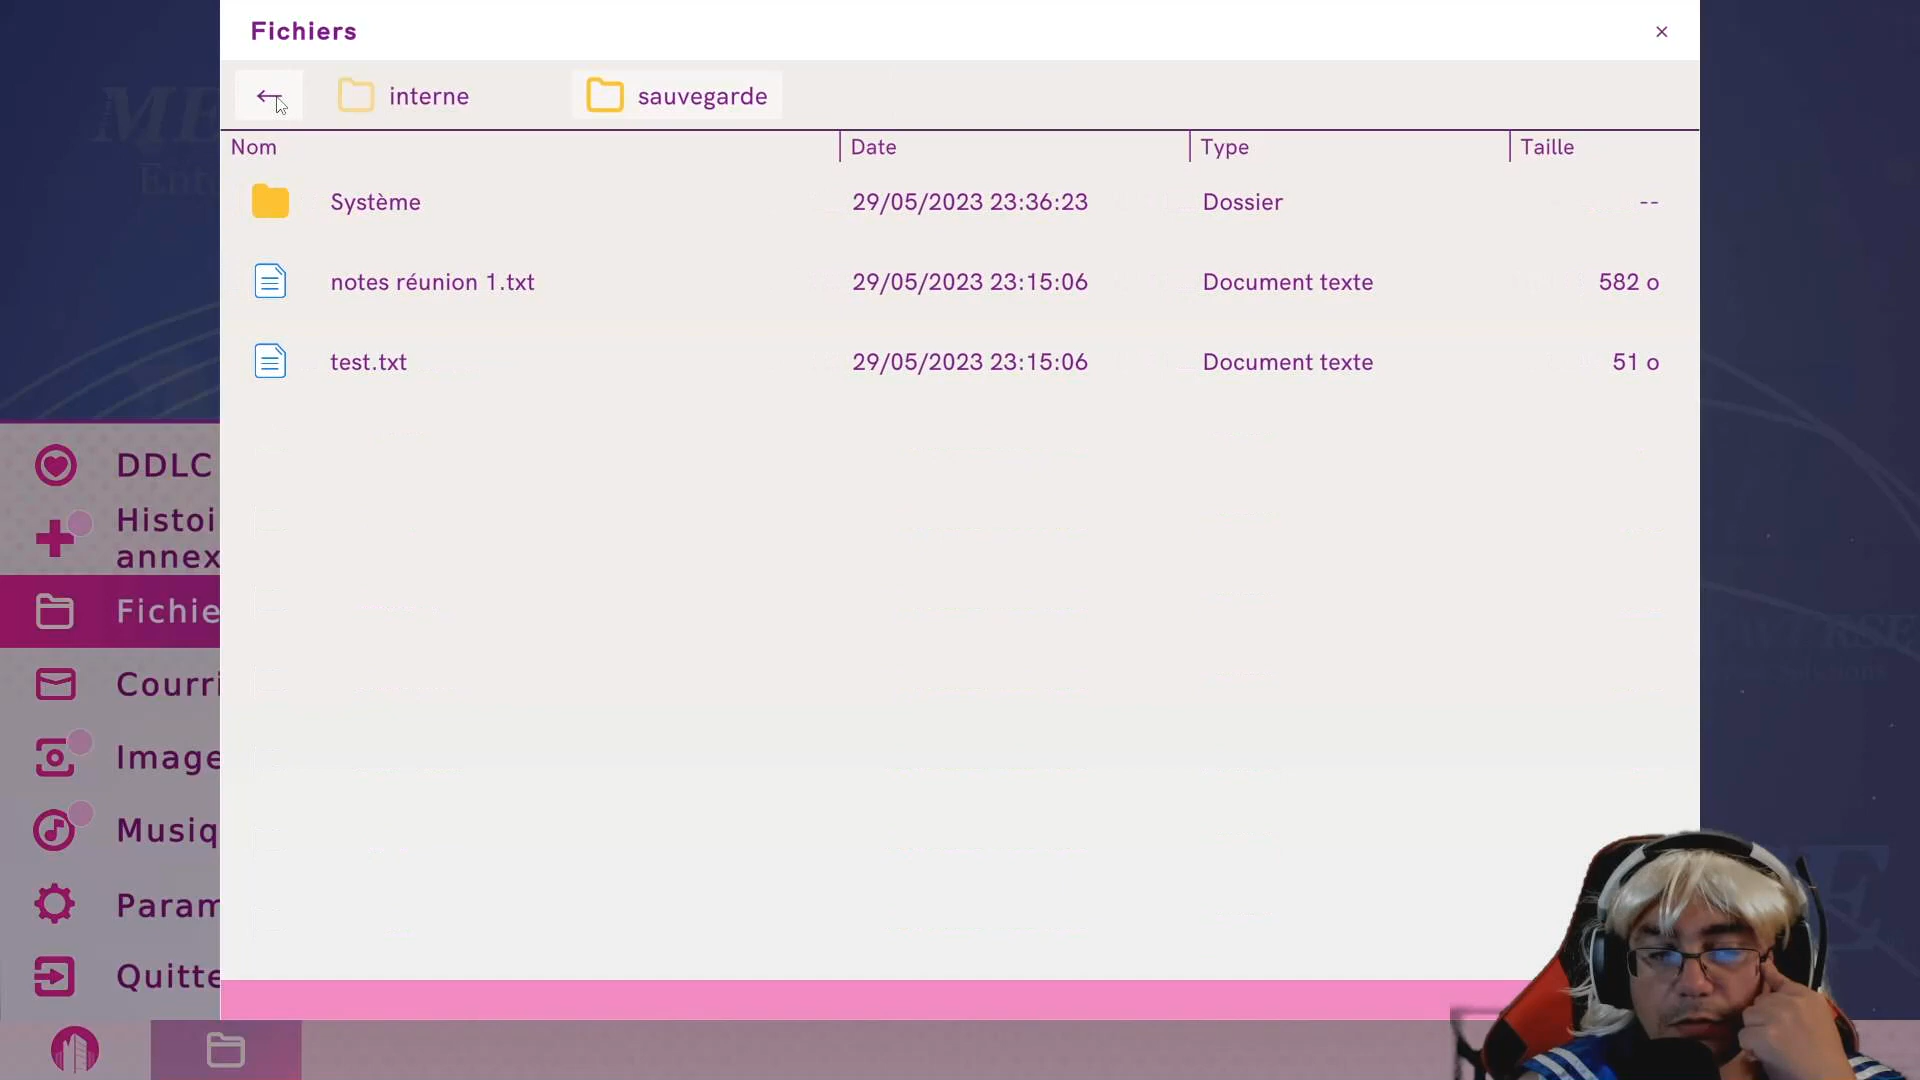 Fichiers
×
interne
sauvegarde
Nom
Date
Type
Taille
Système
29/05/2023 23:36:23
Dossier
--
notes réunion 1.txt
29/05/2023 23:15:06
Document texte
582 o
test.txt
29/05/2023 23:15:06
Document texte
51 o
DDLC
Histoi
annex
Fichie
Courri
Image
Musiq
Param
Quitte